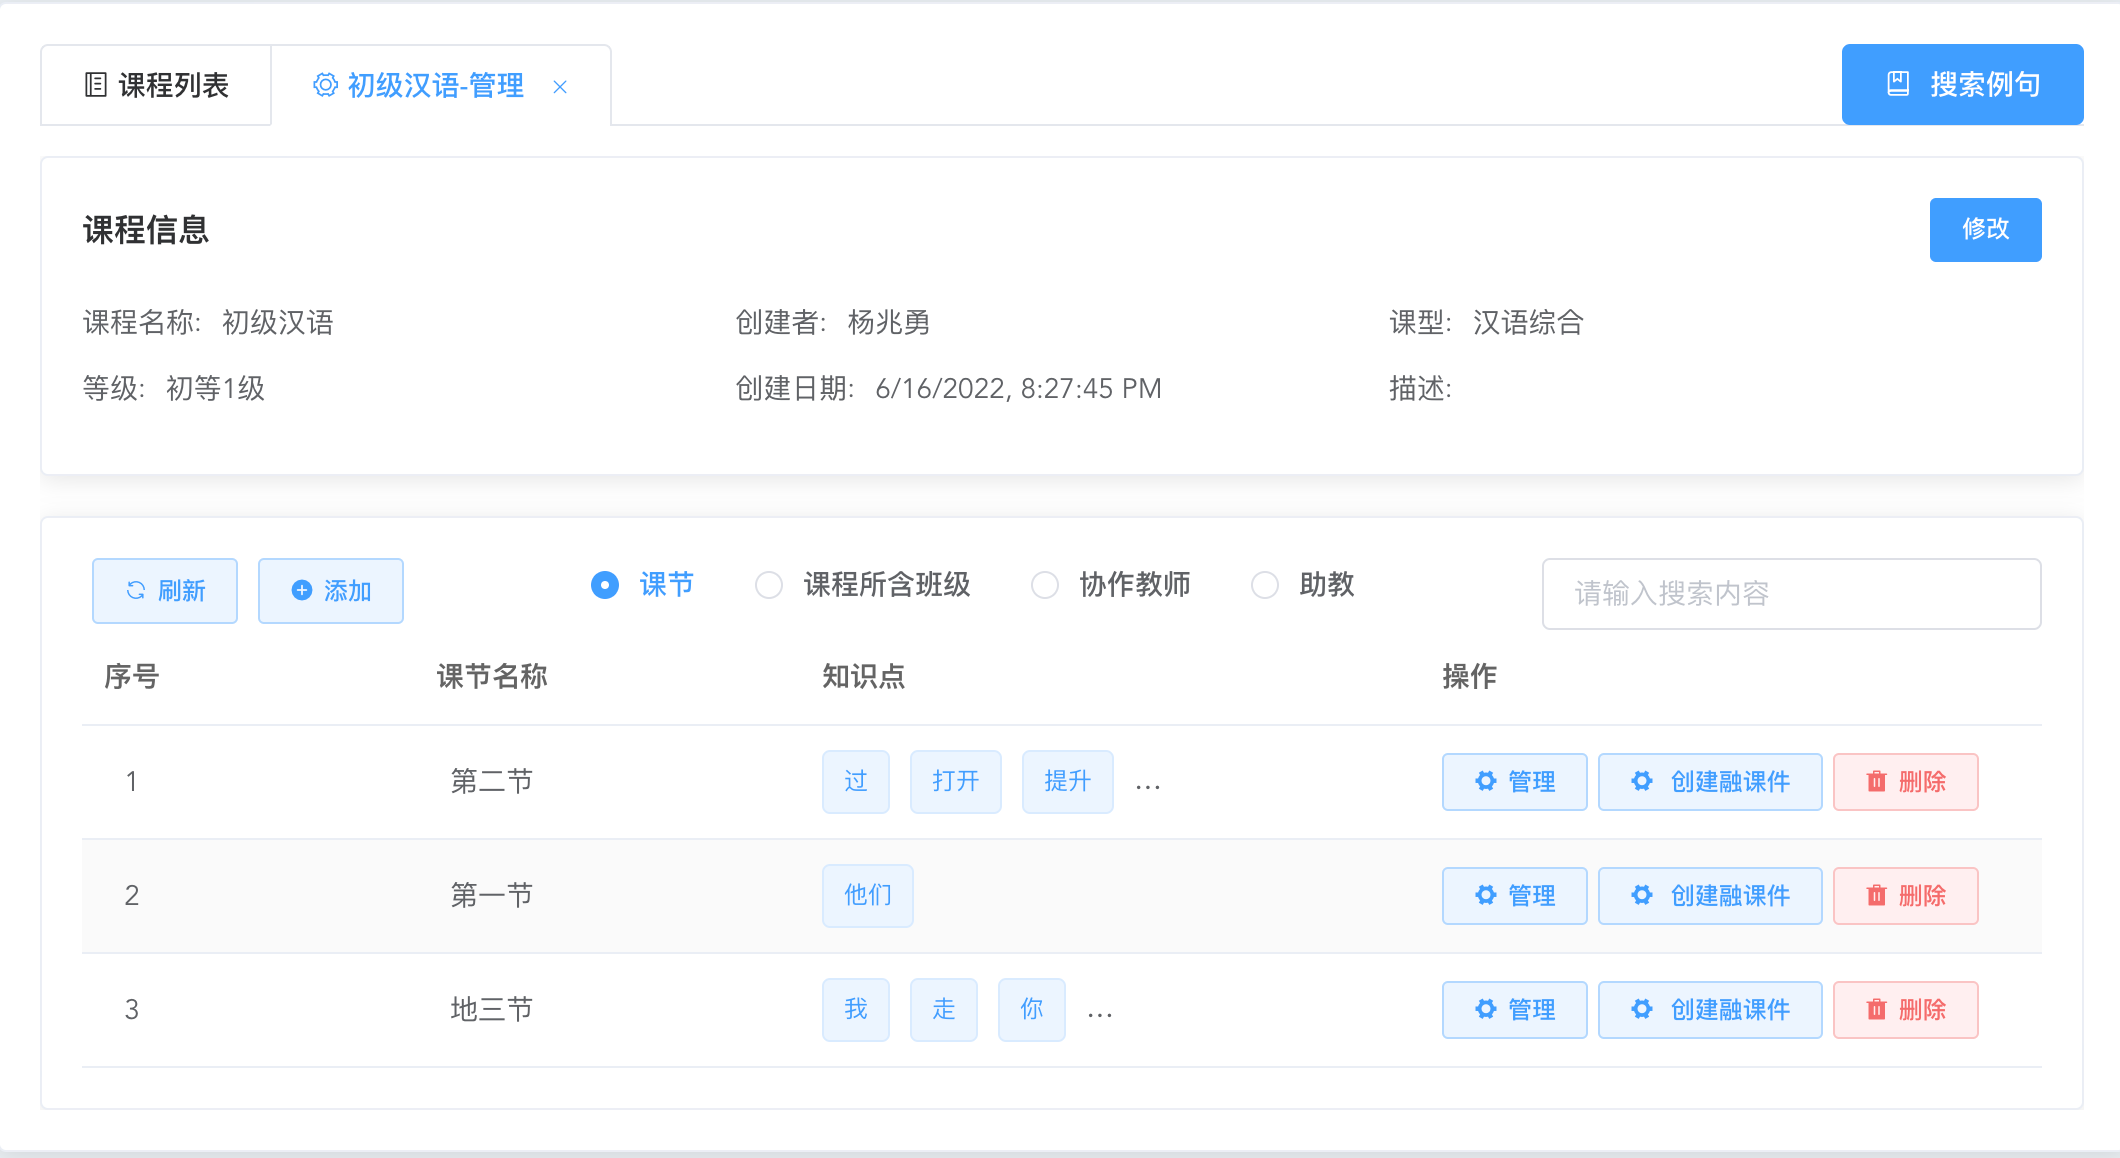 课程列表 初级汉语-管理 × 搜索例句
课程信息 修改
课程名称: 初级汉语 创建者: 杨兆勇 课型: 汉语综合
等级: 初等1级 创建日期: 6/16/2022, 8:27:45 PM 描述:
刷新 添加 课节 课程所含班级 协作教师 助教 请输入搜索内容
序号 课节名称 知识点 操作
1 第二节 过 打开 提升 ... 管理 创建融课件 删除
2 第一节 他们 管理 创建融课件 删除
3 地三节 我 走 你 ... 管理 创建融课件 删除